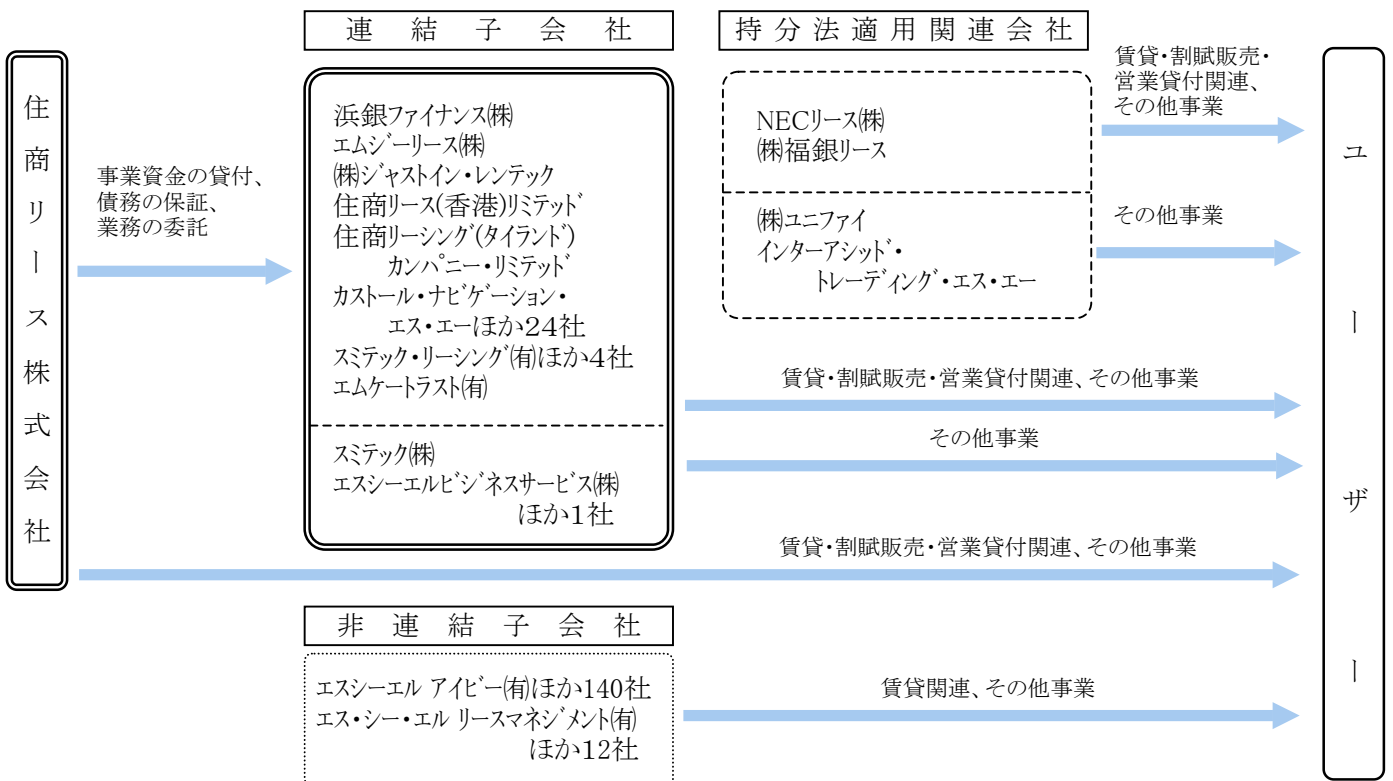 住商リース株式会社
事業資金の貸付、
債務の保証、
業務の委託
連結子会社
浜銀ファイナンス㈱
エムジーリース㈱
㈱ジャストイン・レンテック
住商リース(香港)リミテッド
住商リーシング(タイランド)
カンパニー・リミテッド
カストール・ナビゲーション・
エス・エーほか24社
スミテック・リーシング㈲ほか4社
エムケートラスト㈲
スミテック㈱
エスシーエルビジネスサービス㈱
ほか1社
持分法適用関連会社
NECリース㈱
㈱福銀リース
㈱ユニファイ
インターアシッド・
トレーディング・エス・エー
賃貸・割賦販売・
営業貸付関連、
その他事業
その他事業
賃貸・割賦販売・営業貸付関連、その他事業
その他事業
賃貸・割賦販売・営業貸付関連、その他事業
非連結子会社
エスシーエル アイビー㈲ほか140社
エス・シー・エル リースマネジメント㈲
ほか12社
賃貸関連、その他事業
ユーザー